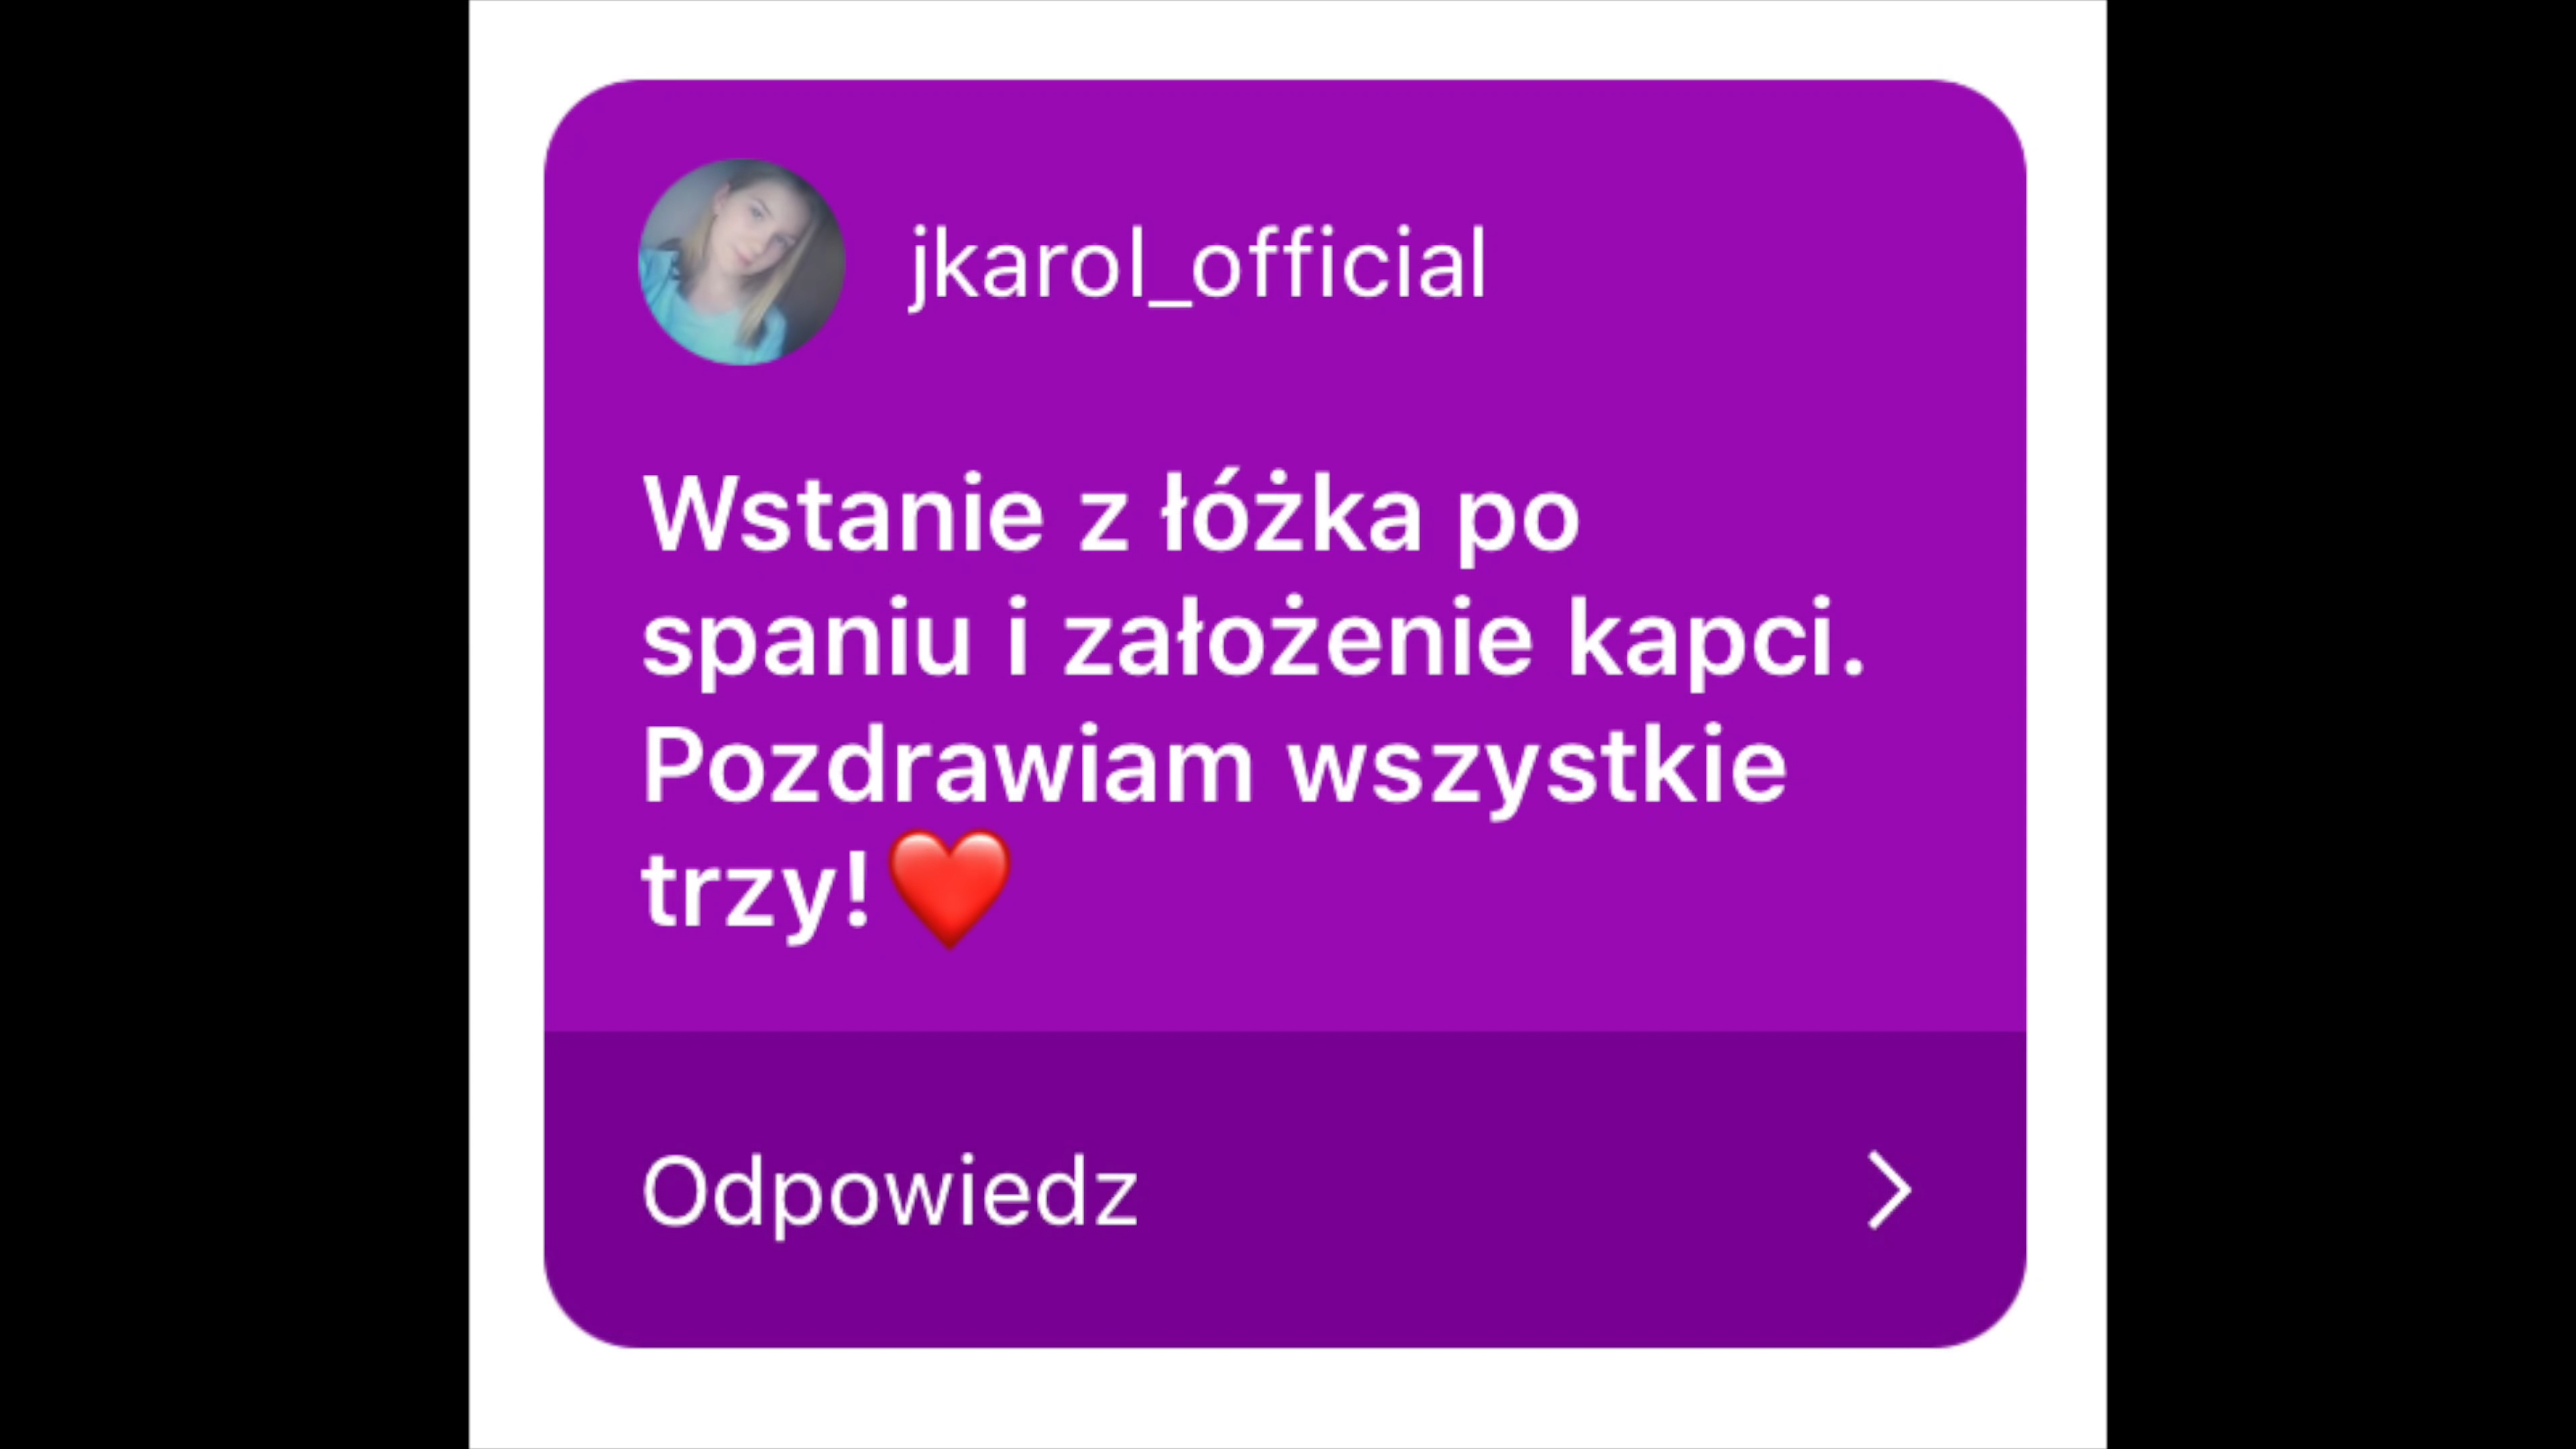 jkarol_official
Wstanie z łóżka po
spaniu i założenie kapci.
Pozdrawiam wszystkie
trzy!❤️
Odpowiedz